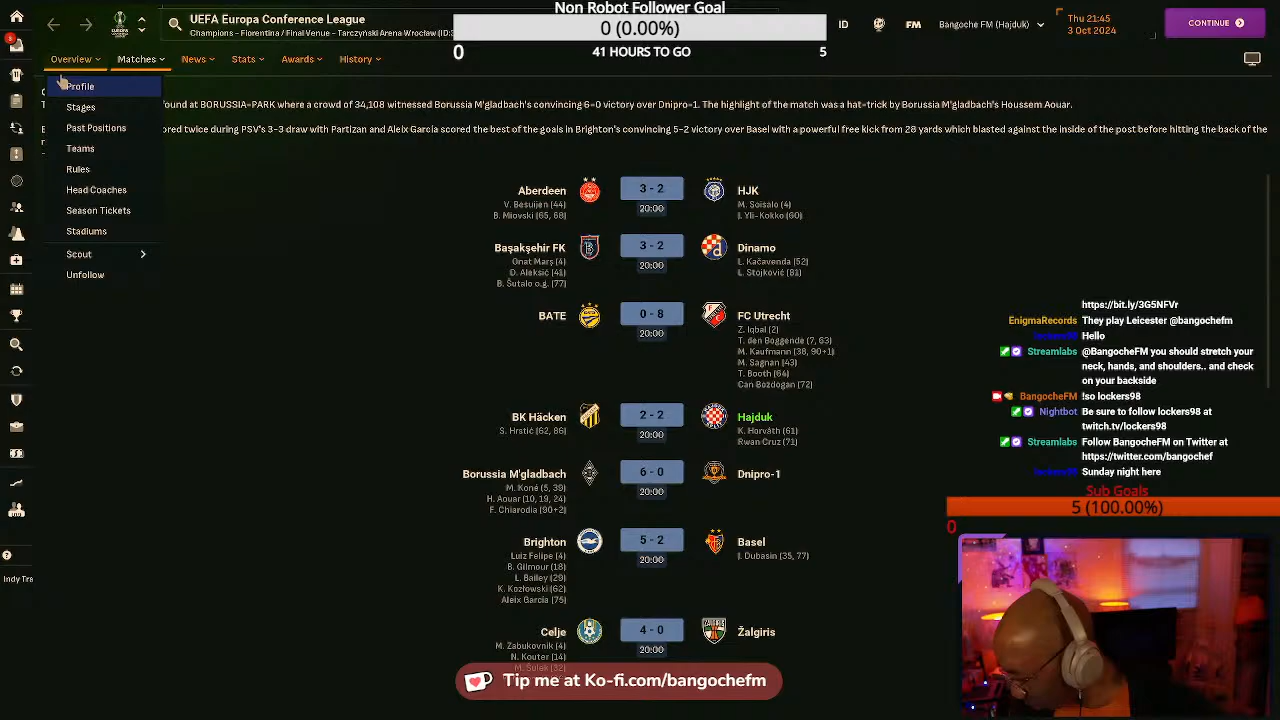 Non Robot Follower Goal
0 (0.00%)
0
41 HOURS TO GO
5
UEFA Europa Conference League
Champions - Fiorentina / Final Venue - Tarczyński Arena Wrocław (ID:
ID
FM
Bangoche FM (Hajduk)
Thu 21:45
3 Oct 2024
CONTINUE
Overview
Matches
News
Stats
Awards
History
Profile
Stages
Past Positions
Teams
Rules
Head Coaches
Season Tickets
Stadiums
Scout
Unfollow
found at BORUSSIA=PARK where a crowd of 34,108 witnessed Borussia M'gladbach's convincing 6-0 victory over Dnipro-1. The highlight of the match was a hat-trick by Borussia M'gladbach's Houssem Aouar.
ored twice during PSV's 3-3 draw with Partizan and Aleix García scored the best of the goals in Brighton's convincing 5-2 victory over Basel with a powerful free kick from 28 yards which blasted against the inside of the post before hitting the back of the
Aberdeen
3 - 2
HJK
V. Besuijen (44)
B. Miovski (65, 68)
20:00
M. Soisalo (4)
J. Yli-Kokko (60)
Başakşehir FK
3 - 2
Dinamo
Onat Marş (4)
D. Aleksić (41)
B. Šutalo o.g. (77)
20:00
L. Kačavenda (52)
L. Stojković (81)
BATE
0 - 8
FC Utrecht
20:00
Z. Iqbal (2)
T. den Boggende (7, 63)
M. Kaufmann (38, 90+1)
M. Sagnan (43)
T. Booth (64)
Can Bozdogan (72)
BK Häcken
2 - 2
Hajduk
S. Hrstić (62, 86)
20:00
K. Horváth (61)
Rwan Cruz (71)
Borussia M'gladbach
6 - 0
Dnipro-1
M. Koné (5, 39)
H. Aouar (10, 19, 24)
F. Chiarodia (90+2)
20:00
Brighton
5 - 2
Basel
Luiz Felipe (4)
B. Gilmour (18)
L. Bailey (29)
K. Kozłowski (62)
Aleix García (75)
20:00
J. Dubasin (35, 77)
Celje
4 - 0
Žalgiris
M. Zabukovnik (4)
N. Kouter (14)
M. Šulek (32)
20:00
Tip me at Ko-fi.com/bangochefm
https://bit.ly/3G5NFVr
EnigmaRecords They play Leicester @bangochefm
lockers98 Hello
Streamlabs @BangocheFM you should stretch your
neck, hands, and shoulders.. and check
on your backside
BangocheFM !so lockers98
Nightbot Be sure to follow lockers98 at
twitch.tv/lockers98
Streamlabs Follow BangocheFM on Twitter at
https://twitter.com/bangochef
lockers98 Sunday night here
Sub Goals
5 (100.00%)
0
Indy Tre